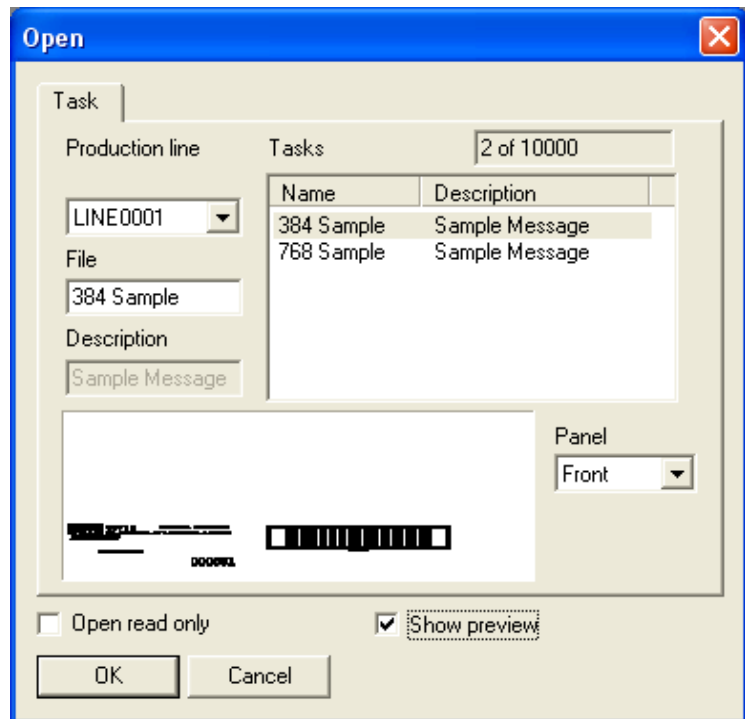 Open
Task
Production line
LINE0001
File
384 Sample
Description
Sample Message
Tasks
2 of 10000
Name Description
384 Sample Sample Message
768 Sample Sample Message
000001
Panel
Front
Open read only
Show preview
OK
Cancel